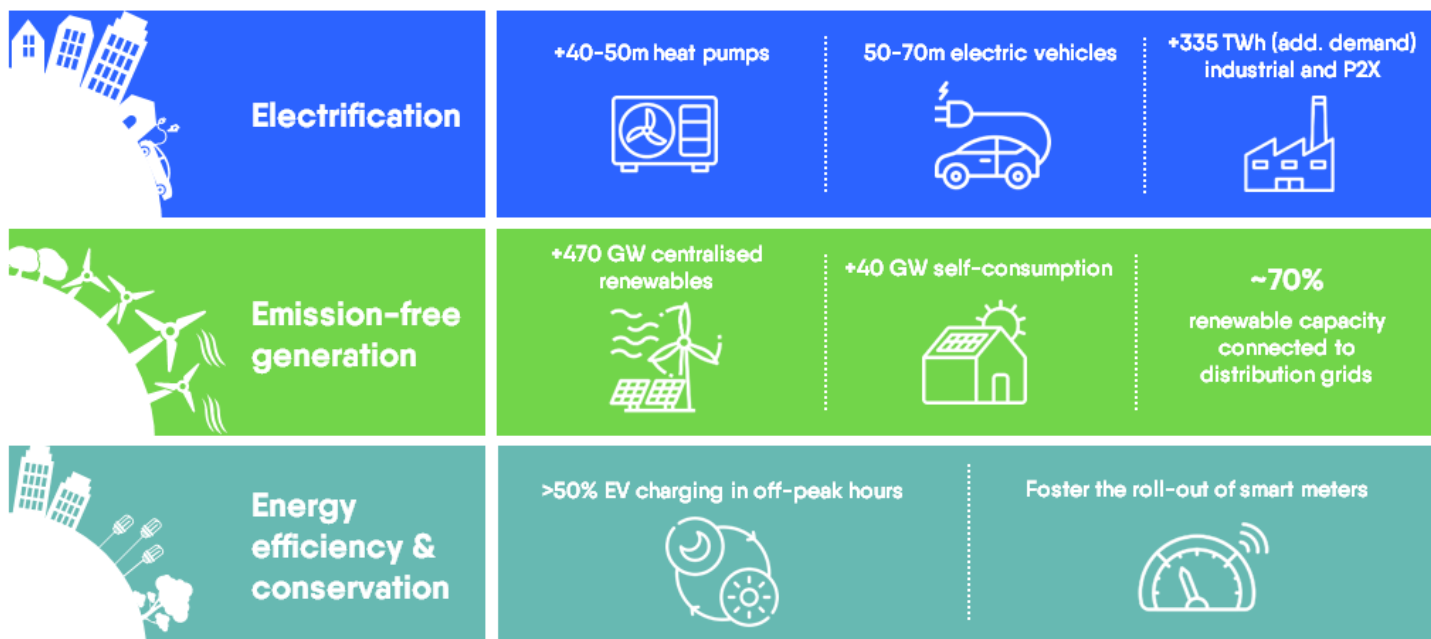 Electrification
+40-50m heat pumps
50-70m electric vehicles
+335 TWh (add. demand)
industrial and P2X
Emission-free
generation
+470 GW centralised
renewables
+40 GW self-consumption
~70%
renewable capacity
connected to
distribution grids
Energy
efficiency &
conservation
>50% EV charging in off-peak hours
Foster the roll-out of smart meters